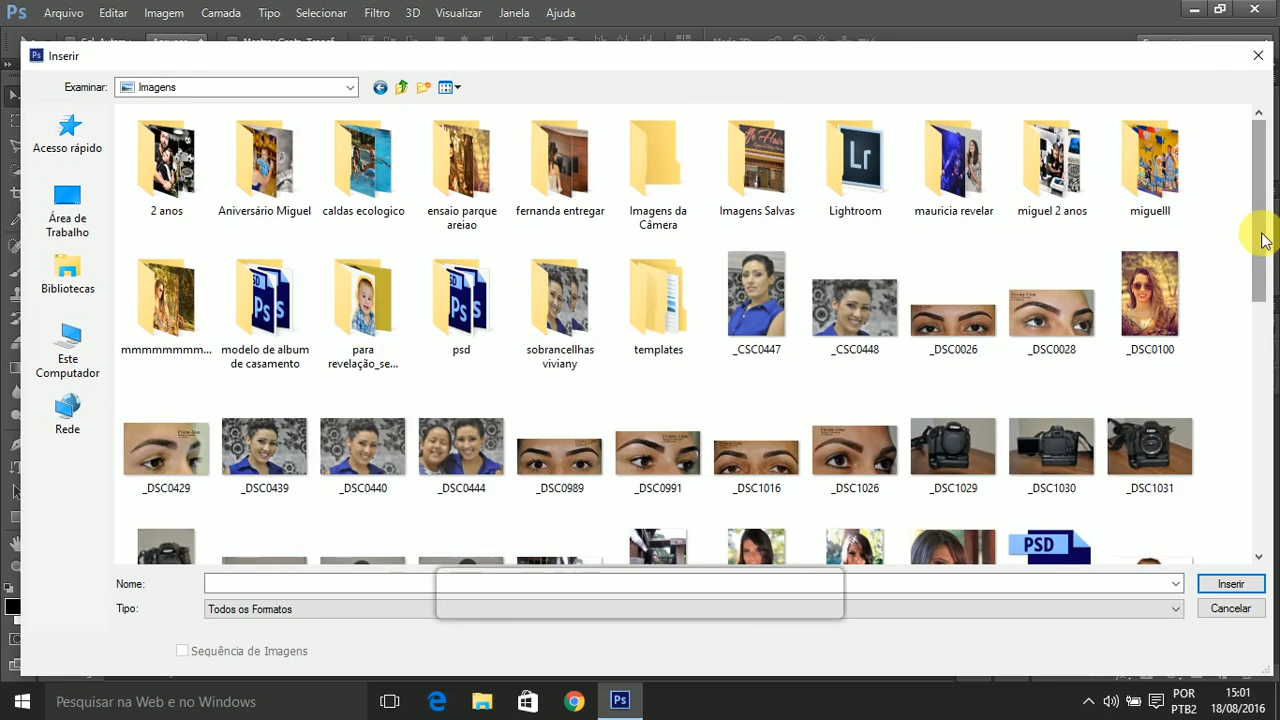 Ps Arquivo Editar Imagem Camada Tipo Selecionar Filtro 3D Visualizar Janela Ajuda
Ps Inserir
Examinar: Imagens
Acesso rápido
Área de
Trabalho
Bibliotecas
Este
Computador
Rede
Lr
2 anos Aniversário Miguel caldas ecologico ensaio parque
areiao fernanda entregar Imagens da
Câmera Imagens Salvas Lightroom mauricia revelar miguel 2 anos miguelll
mmmmmmmm... modelo de album
de casamento para
revelação_se... psd sobrancellhas
viviany templates _CSC0447 _CSC0448 _DSC0026 _DSC0028 _DSC0100
_DSC0429 _DSC0439 _DSC0440 _DSC0444 _DSC0989 _DSC0991 _DSC1016 _DSC1026 _DSC1029 _DSC1030 _DSC1031
PSD
Nome: Inserir
Tipo: Todos os Formatos Cancelar
Sequência de Imagens
Pesquisar na Web e no Windows
Ps
POR
PTB2
15:01
18/08/2016